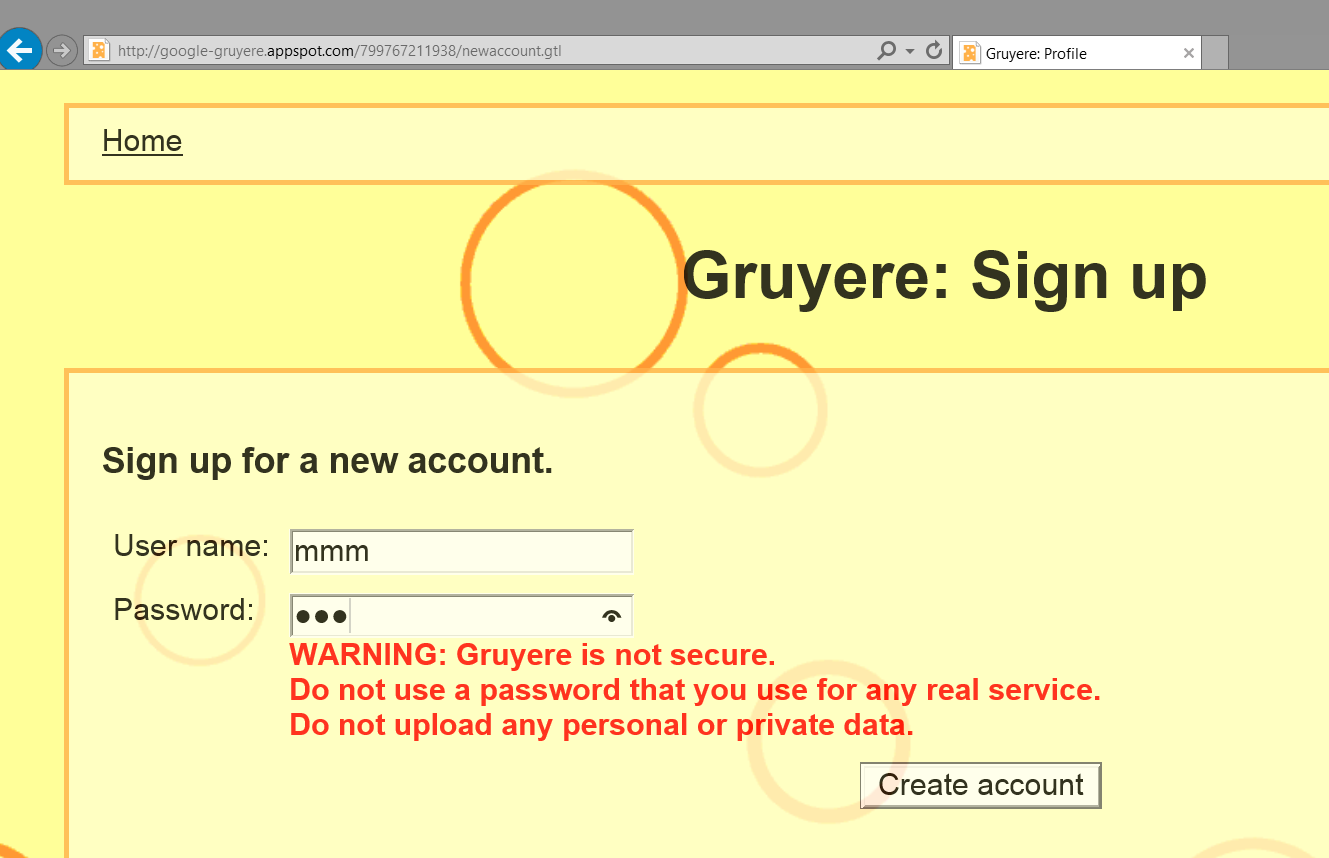 http://google-gruyere.appspot.com/799767211938/newaccount.gtl
Gruyere: Profile
Home
Gruyere: Sign up
Sign up for a new account.
User name: mmm
Password: ●●●
WARNING: Gruyere is not secure.
Do not use a password that you use for any real service.
Do not upload any personal or private data.
Create account